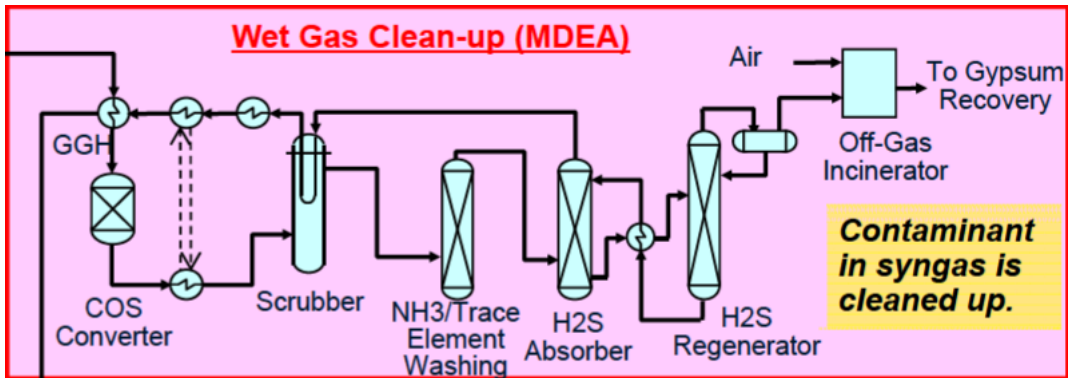 Wet Gas Clean-up (MDEA)
Air
To Gypsum
Recovery
GGH
Off-Gas
Incinerator
Contaminant
in syngas is
cleaned up.
COS
Converter
Scrubber
NH3/Trace
Element
Washing
H2S
Absorber
H2S
Regenerator